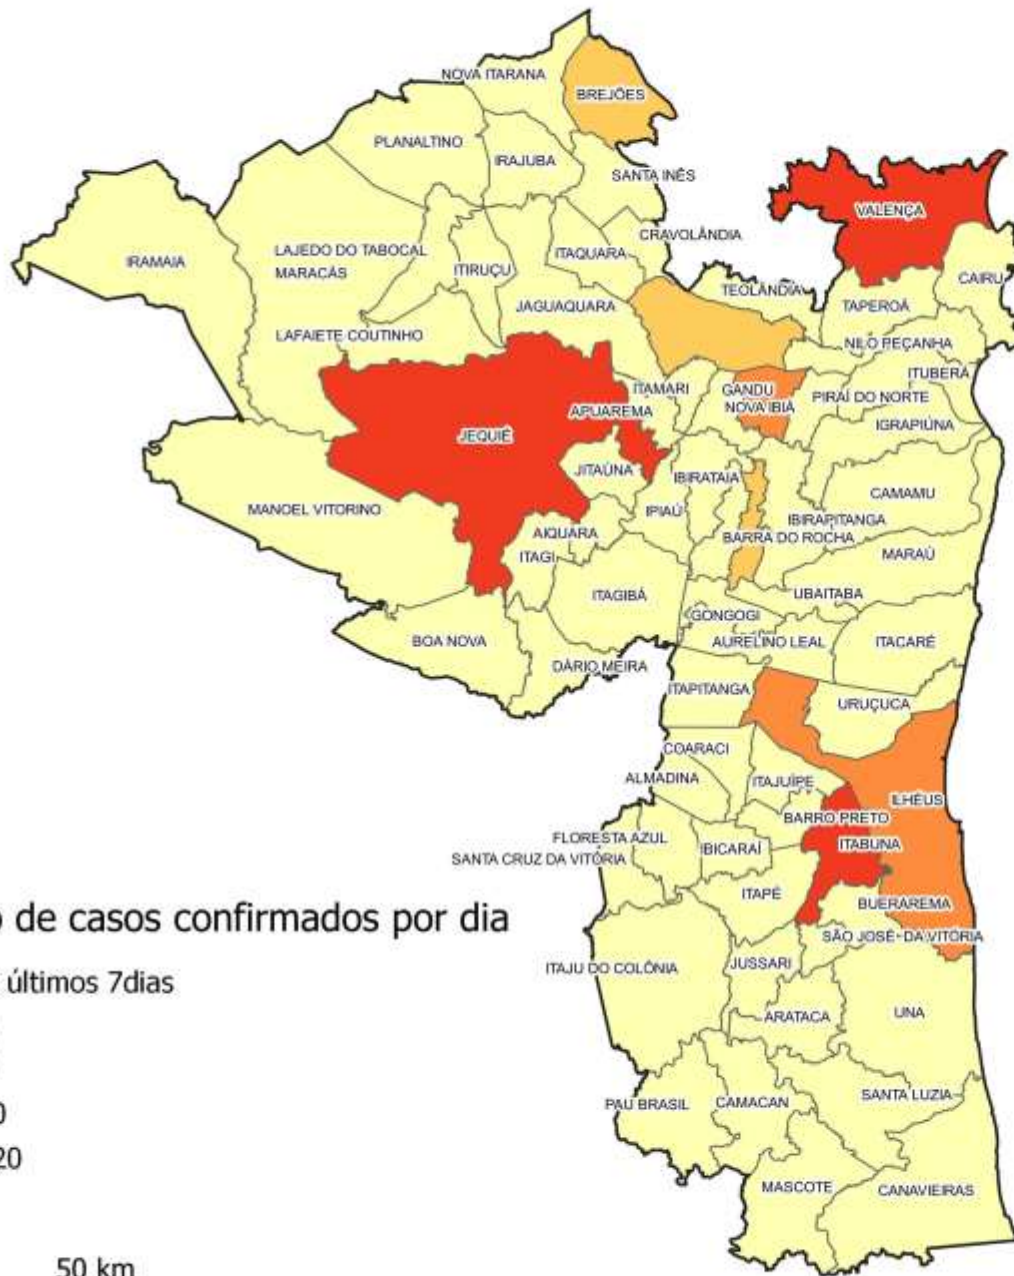 NOVA ITARANA
BREJÕES
PLANALTINO
IRAJUBA
SANTA INÊS
VALENÇA
CRAVOLÂNDIA
LAJEDO DO TABOCAL
ITAQUARA
IRAMAIA
MARACÁS
ITIRUÇU
CAIRU
TEOLÂNDIA
JAGUAQUARA
TAPEROÁ
LAFAIETE COUTINHO
NILO PEÇANHA
ITUBERÁ
ITAMARI
GANDU
PIRAÍ DO NORTE
NOVA IBIÁ
APUAREMA
IGRAPIÚNA
JEQUIÉ
JITAÚNA
IBIRATAIA
CAMAMU
MANOEL VITORINO
IPIAÚ
IBIRAPITANGA
AIQUARA
BARRA DO ROCHA
ITAGI
MARAÚ
ITAGIBÁ
UBAITABA
GONGOGI
BOA NOVA
AURELINO LEAL
ITACARÉ
DÁRIO MEIRA
ITAPITANGA
URUÇUCA
COARACI
ALMADINA
ITAJUÍPE
ILHÉUS
BARRO PRETO
FLORESTA AZUL
IBICARAÍ
ITABUNA
SANTA CRUZ DA VITÓRIA
ITAPÉ
BUERAREMA
de casos confirmados por dia
SÃO JOSÉ DA VITÓRIA
ITAJU DO COLÔNIA
JUSSARI
últimos 7dias
ARATACA
UNA
SANTA LUZIA
PAU BRASIL
CAMACAN
20
MASCOTE
CANAVIEIRAS
50 km